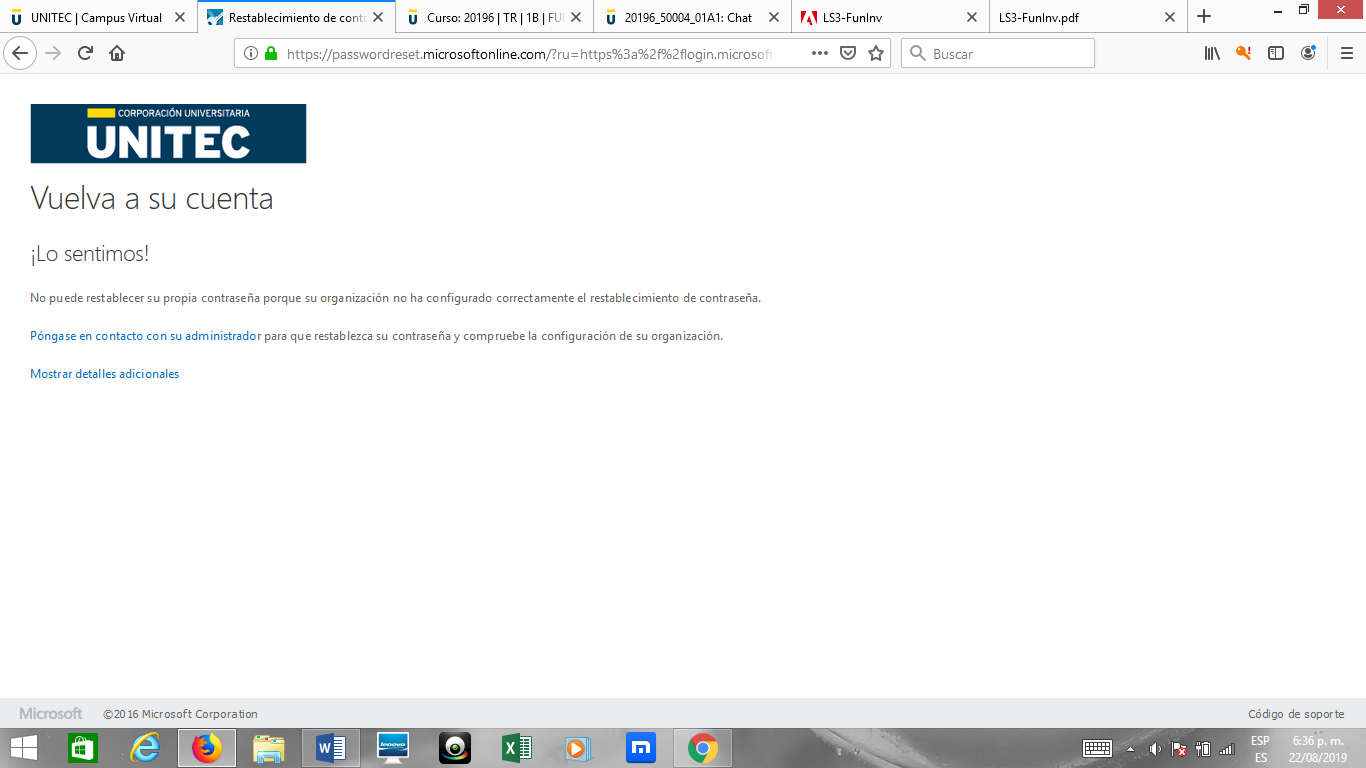 UNITEC | Campus Virtual
Restablecimiento de cont
Curso: 20196 | TR | 1B | FU
20196_50004_01A1: Chat
LS3-FunInv
LS3-FunInv.pdf
https://passwordreset.microsoftonline.com/?ru=https%3a%2f%2flogin.microsoft
Buscar
CORPORACIÓN UNIVERSITARIA
UNITEC
Vuelva a su cuenta
¡Lo sentimos!
No puede restablecer su propia contraseña porque su organización no ha configurado correctamente el restablecimiento de contraseña.
Póngase en contacto con su administrador para que restablezca su contraseña y compruebe la configuración de su organización.
Mostrar detalles adicionales
Microsoft ©2016 Microsoft Corporation
Código de soporte
lenovo
ESP
ES
6:36 p. m.
22/08/2019